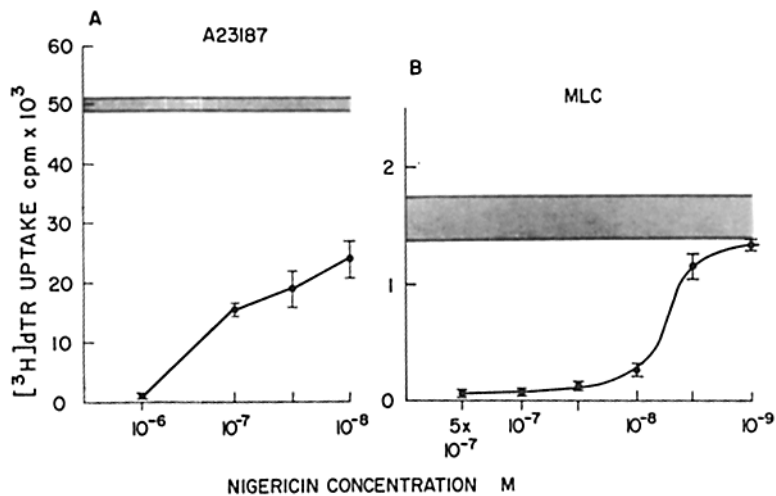 A
A23187
60
50
40
30
20
10
0
[³H]dTR UPTAKE cpm x 10³
10⁻⁶
10⁻⁷
10⁻⁸
B
MLC
2
1
0
5x
10⁻⁷
10⁻⁷
10⁻⁸
10⁻⁹
NIGERICIN CONCENTRATION M